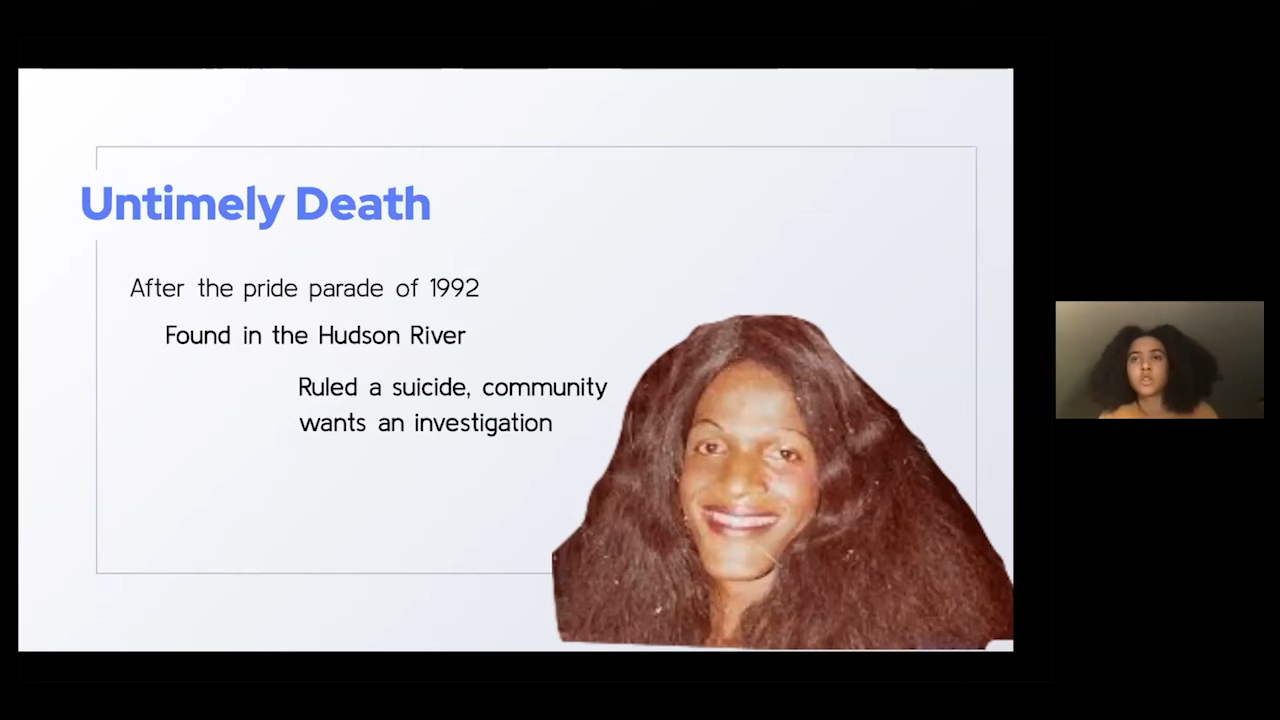 Untimely Death
After the pride parade of 1992
Found in the Hudson River
Ruled a suicide, community
wants an investigation